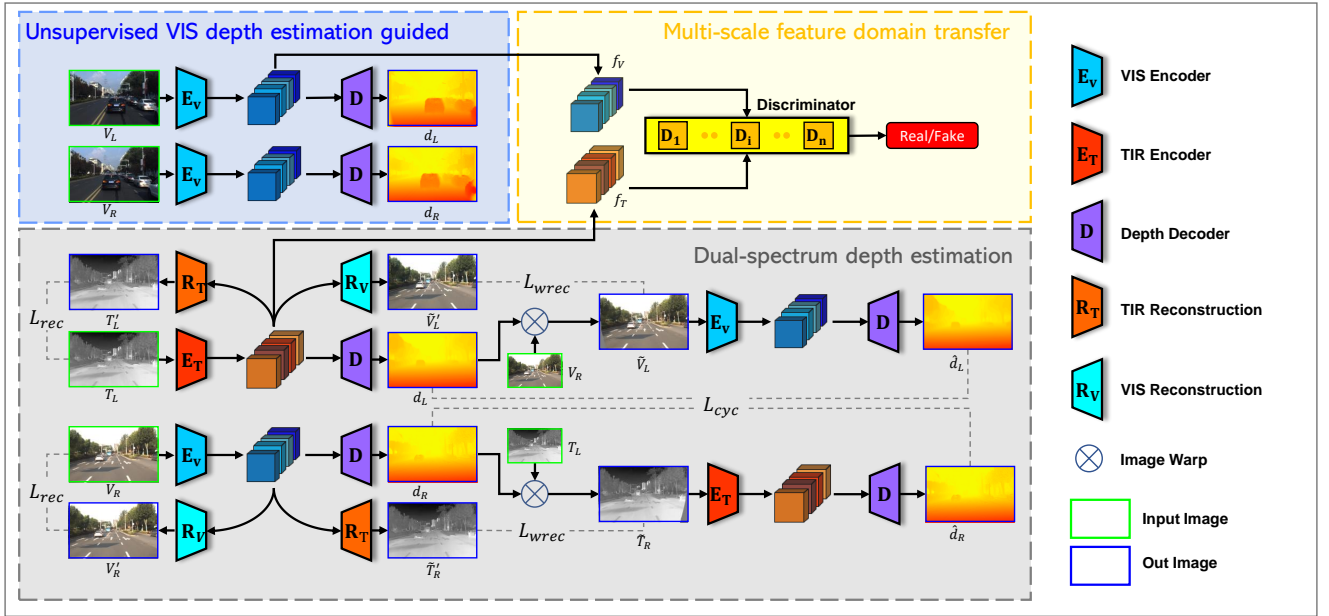 Unsupervised VIS depth estimation guided
V_L
E_v
D
d_L
V_R
E_v
D
d_R
Multi-scale feature domain transfer
f_V
f_T
Discriminator
D_1
D_i
D_n
Real/Fake
Dual-spectrum depth estimation
L_rec
T_L'
R_T
R_V
Ṽ_L'
L_wrec
T_L
E_T
D
d_L
V_R
Ṽ_L
E_v
D
d̂_L
L_cyc
L_rec
V_R
E_v
D
d_R
T_L
V_R'
R_V
R_T
T̃_R'
L_wrec
T̃_R
E_T
D
d̂_R
E_v VIS Encoder
E_T TIR Encoder
D Depth Decoder
R_T TIR Reconstruction
R_V VIS Reconstruction
Image Warp
Input Image
Out Image